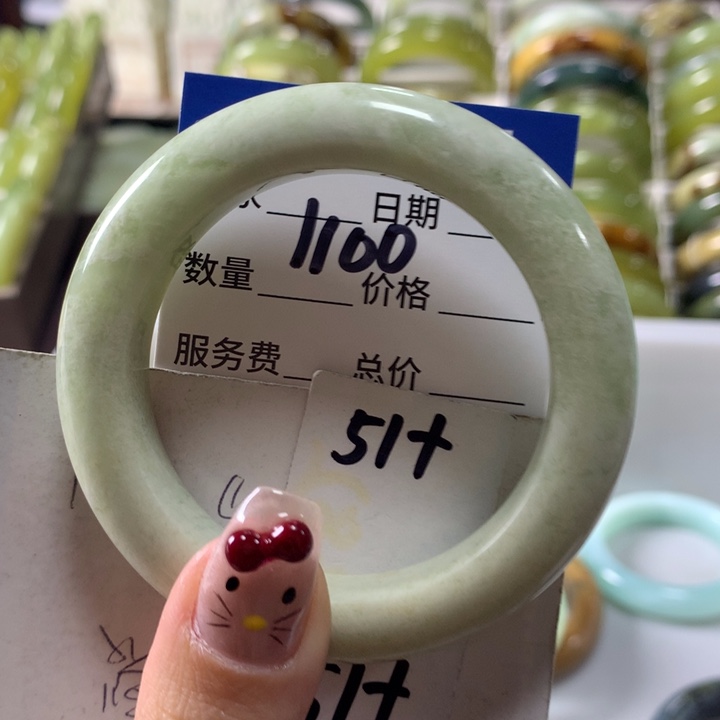 日期
1100
数量 价格
服务费 总价
51+
51+